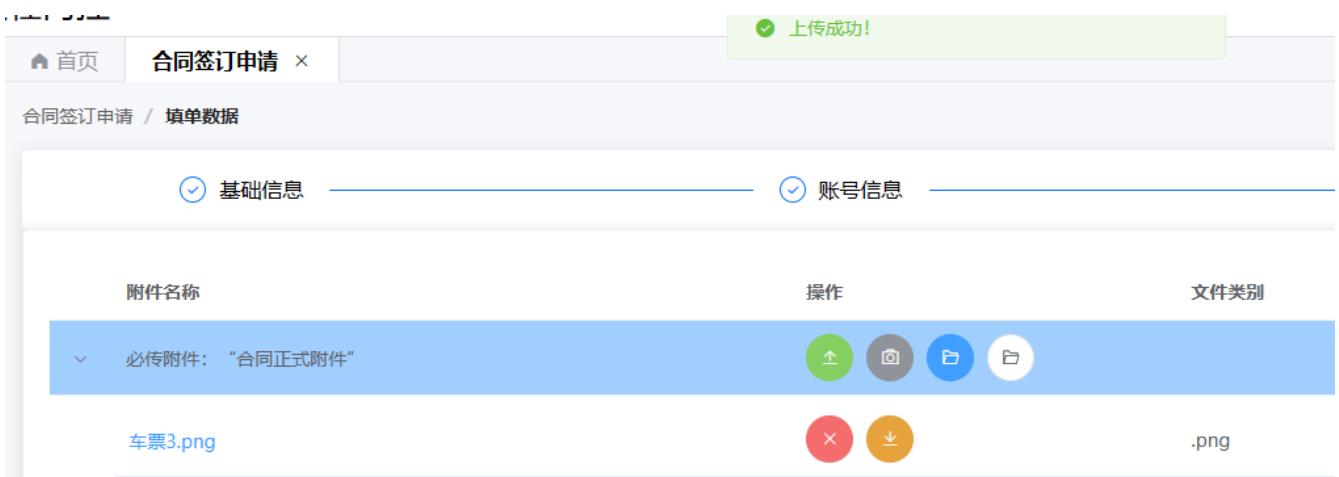 上传成功!
首页 合同签订申请 ×
合同签订申请 / 填单数据
基础信息 账号信息
附件名称 操作 文件类别
必传附件：“合同正式附件”
车票3.png .png